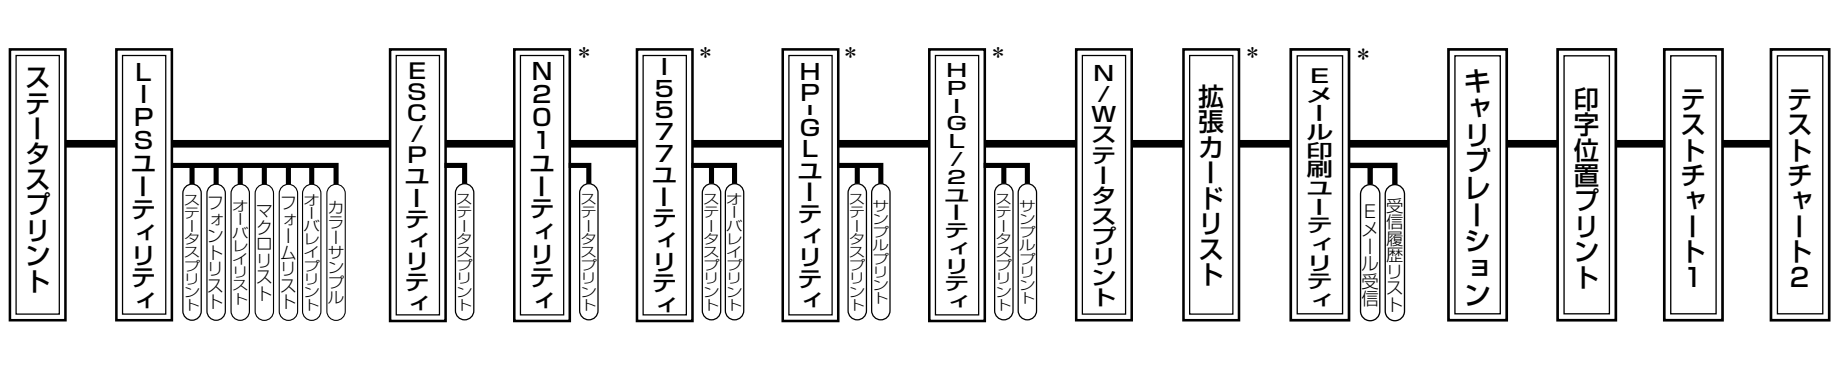 ステータスプリント
LIPSユーティリティ
ステータスプリント
フォントリスト
オーバレイリスト
マクロリスト
フォームリスト
オーバレイプリント
カラーサンプル
ESC/Pユーティリティ
ステータスプリント
N201ユーティリティ
*
ステータスプリント
I5577ユーティリティ
*
ステータスプリント
オーバレイプリント
HP-GLユーティリティ
*
ステータスプリント
サンプルプリント
HP-GL/2ユーティリティ
*
ステータスプリント
サンプルプリント
N/Wステータスプリント
拡張カードリスト
*
Eメール印刷ユーティリティ
*
Eメール受信
受信履歴リスト
キャリブレーション
印字位置プリント
テストチャート1
テストチャート2